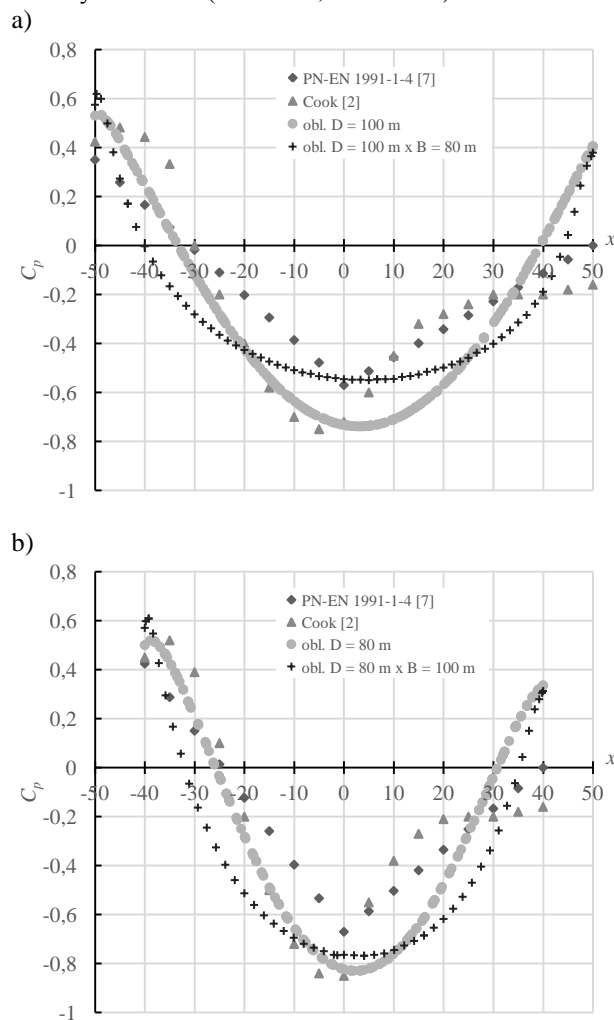 a)
0,8
PN-EN 1991-1-4 [7]
0,6
Cook [2]
obl. D = 100 m
0,4
obl. D = 100 m x B = 80 m
0,2
0
x
-50 -40 -30 -20 -10 0 10 20 30 40 50
-0,2
Cp
-0,4
-0,6
-0,8
-1
b)
0,8
PN-EN 1991-1-4 [7]
0,6
Cook [2]
0,4
obl. D = 80 m
obl. D = 80 m x B = 100 m
0,2
0
x
-50 -40 -30 -20 -10 0 10 20 30 40 50
-0,2
Cp
-0,4
-0,6
-0,8
-1